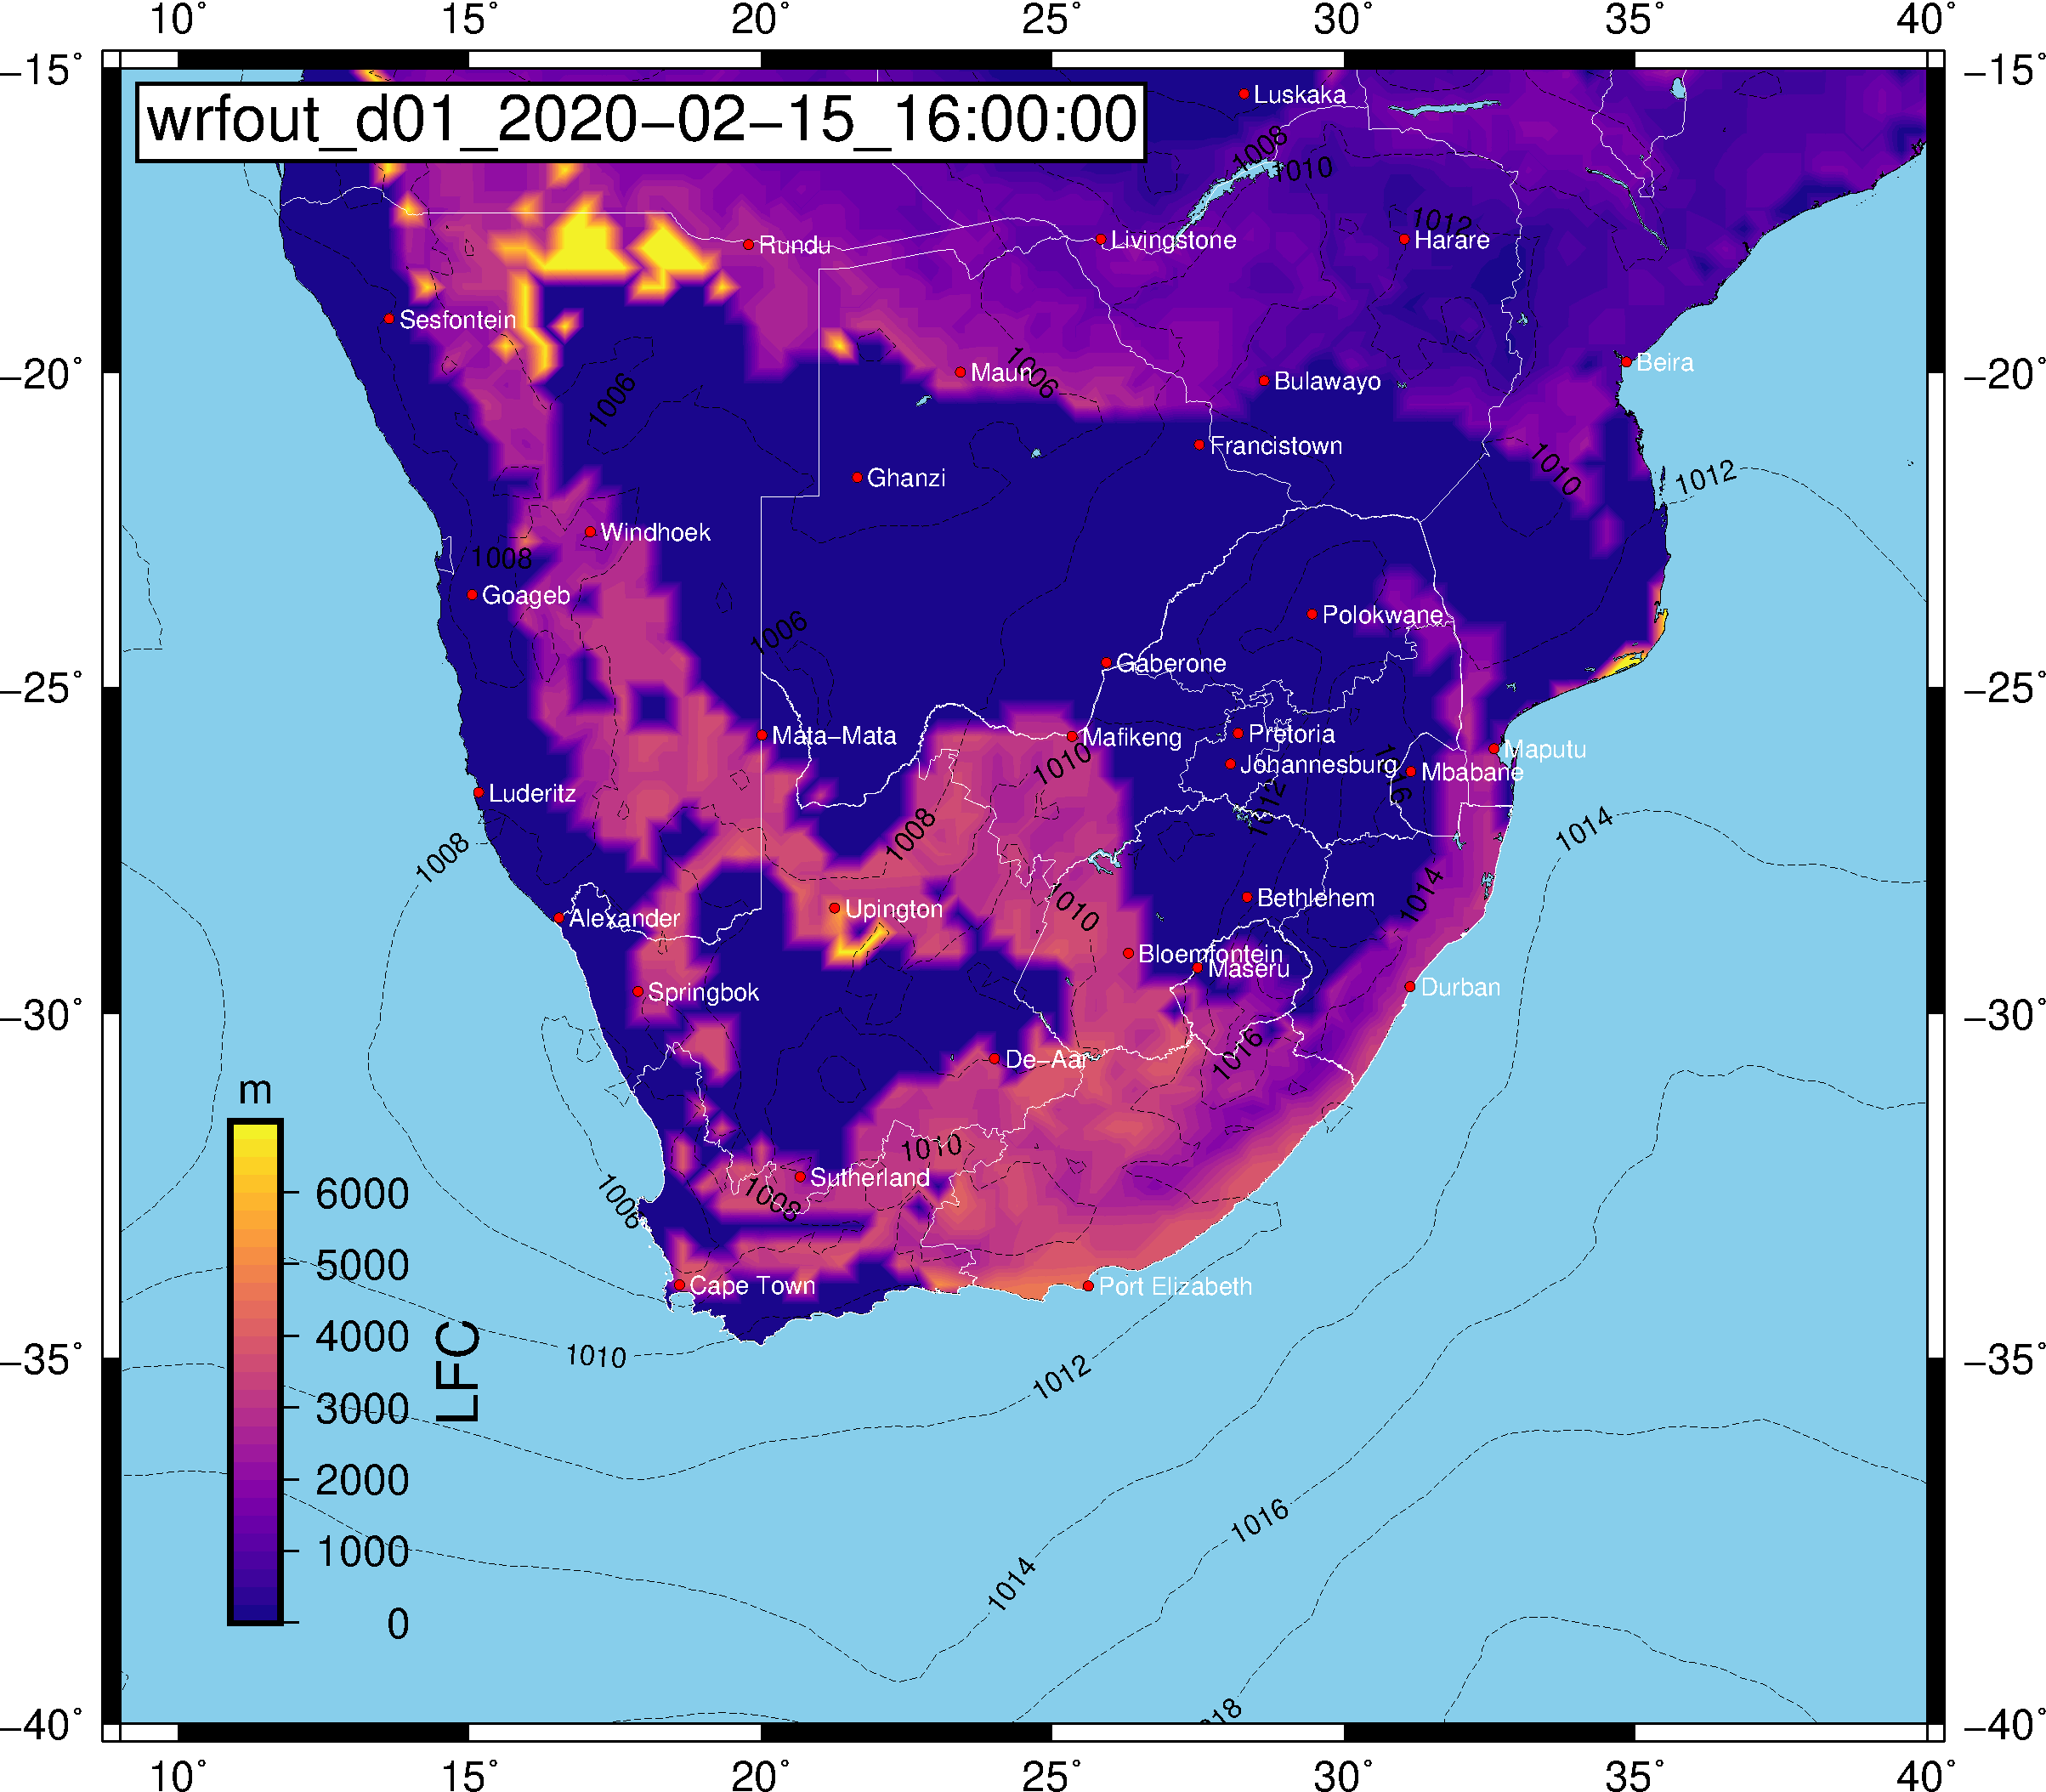 10° 15° 20° 25° 30° 35° 40°
−15° −15°
wrfout_d01_2020−02−15_16:00:00
Luskaka
1008
1010
1012
Rundu
Livingstone
Harare
Sesfontein
Beira
−20° −20°
Maun
1006
Bulawayo
1006
Francistown
1010
Ghanzi
1012
Windhoek
1008
Goageb
Polokwane
1006
Gaberone
−25° −25°
Mata−Mata
Mafikeng
Pretoria
Maputu
1010
Johannesburg
Mbabane
1016
Luderitz
1012
1008
1014
1008
Bethlehem
1014
Alexander
Upington
1010
Bloemfontein
Maseru
Springbok
Durban
−30° −30°
De−Aar
1016
m
1010
Sutherland
1008
1006
6000
5000
Cape Town
Port Elizabeth
4000
LFC
1010
−35° −35°
1012
3000
2000
1016
1000
1014
0
1018
−40° −40°
10° 15° 20° 25° 30° 35° 40°